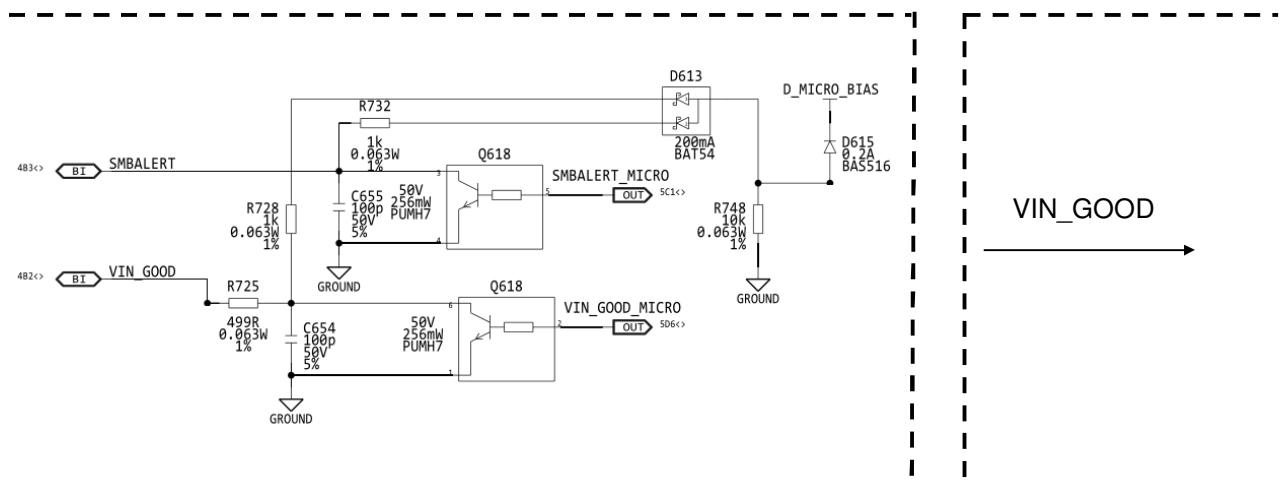 D613
D_MICRO_BIAS
R732
1k
0.063W
1%
200mA
BAT54
D615
0.2A
BAS516
4B3<>
BI
SMBALERT
Q618
3
50V
256mW
PUMH7
SMBALERT_MICRO
5
OUT
5C1<>
C655
100p
50V
5%
4
R728
1k
0.063W
1%
R748
10k
0.063W
1%
VIN_GOOD
GROUND
GROUND
4B2<>
BI
VIN_GOOD
R725
499R
0.063W
1%
Q618
6
50V
256mW
PUMH7
VIN_GOOD_MICRO
2
OUT
5D6<>
C654
100p
50V
5%
1
GROUND